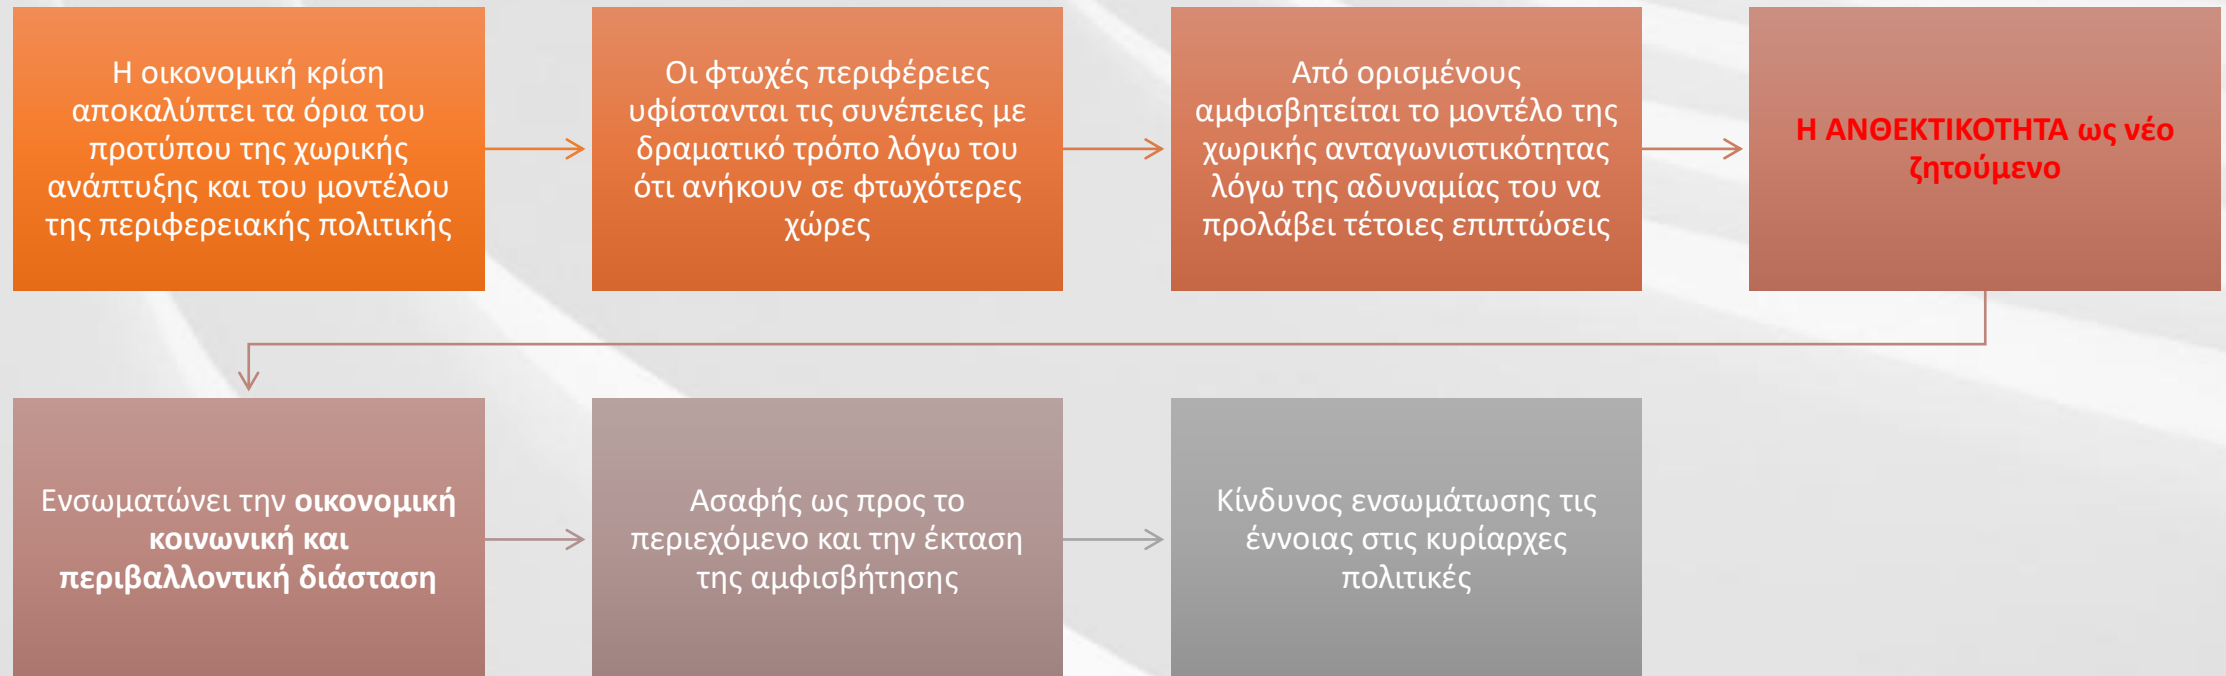 Η οικονομική κρίση
αποκαλύπτει τα όρια του
προτύπου της χωρικής
ανάπτυξης και του μοντέλου
της περιφερειακής πολιτικής
Οι φτωχές περιφέρειες
υφίστανται τις συνέπειες με
δραματικό τρόπο λόγω του
ότι ανήκουν σε φτωχότερες
χώρες
Από ορισμένους
αμφισβητείται το μοντέλο της
χωρικής ανταγωνιστικότητας
λόγω της αδυναμίας του να
προλάβει τέτοιες επιπτώσεις
Η ΑΝΘΕΚΤΙΚΟΤΗΤΑ ως νέο
ζητούμενο
Ενσωματώνει την οικονομική
κοινωνική και
περιβαλλοντική διάσταση
Ασαφής ως προς το
περιεχόμενο και την έκταση
της αμφισβήτησης
Κίνδυνος ενσωμάτωσης τις
έννοιας στις κυρίαρχες
πολιτικές